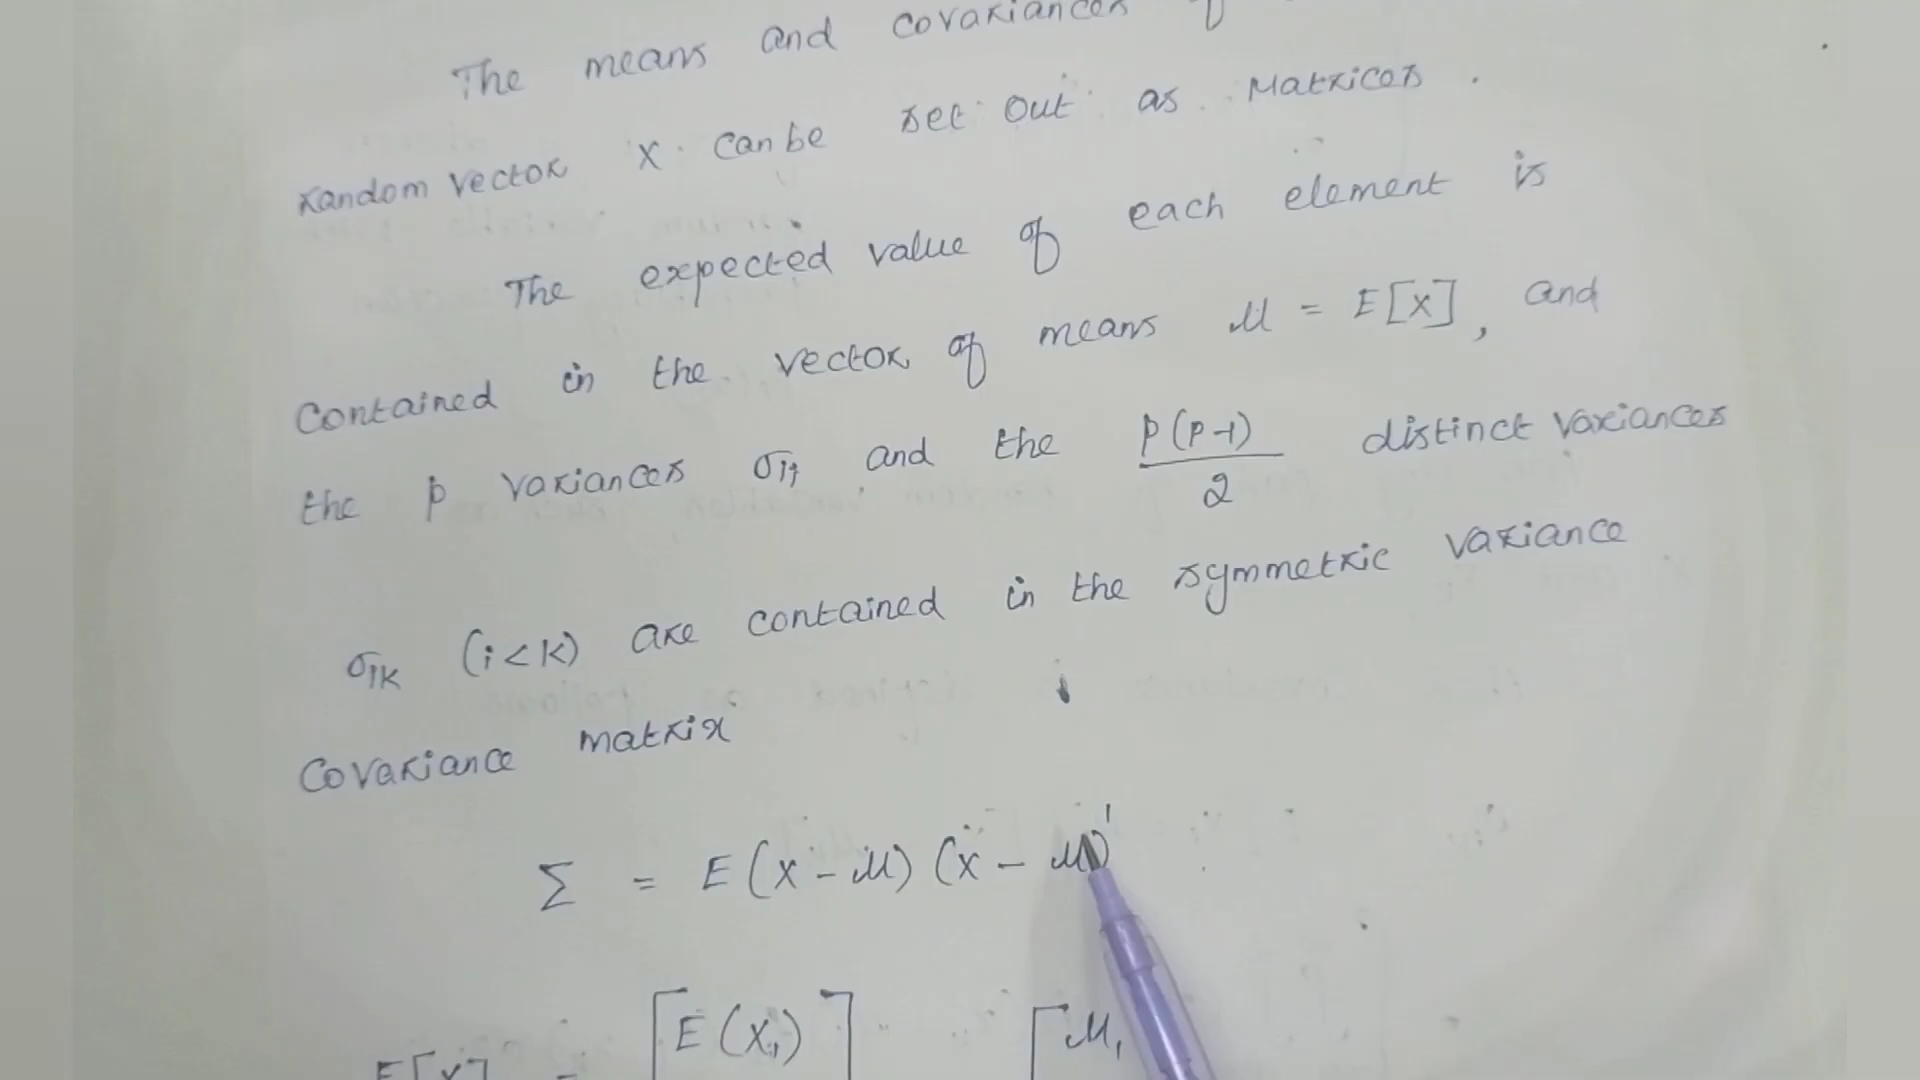 The means and covariances of
random vector X can be set out as Matrices.
The expected value of each element is
contained in the vector of means μ = E[X], and
the p variances σii and the p(p-1)/2 distinct variances
σik (i<k) are contained in the symmetric variance
covariance matrix
Σ = E(X-μ)(X-μ)'
E[X] = [E(X1)] [μ1